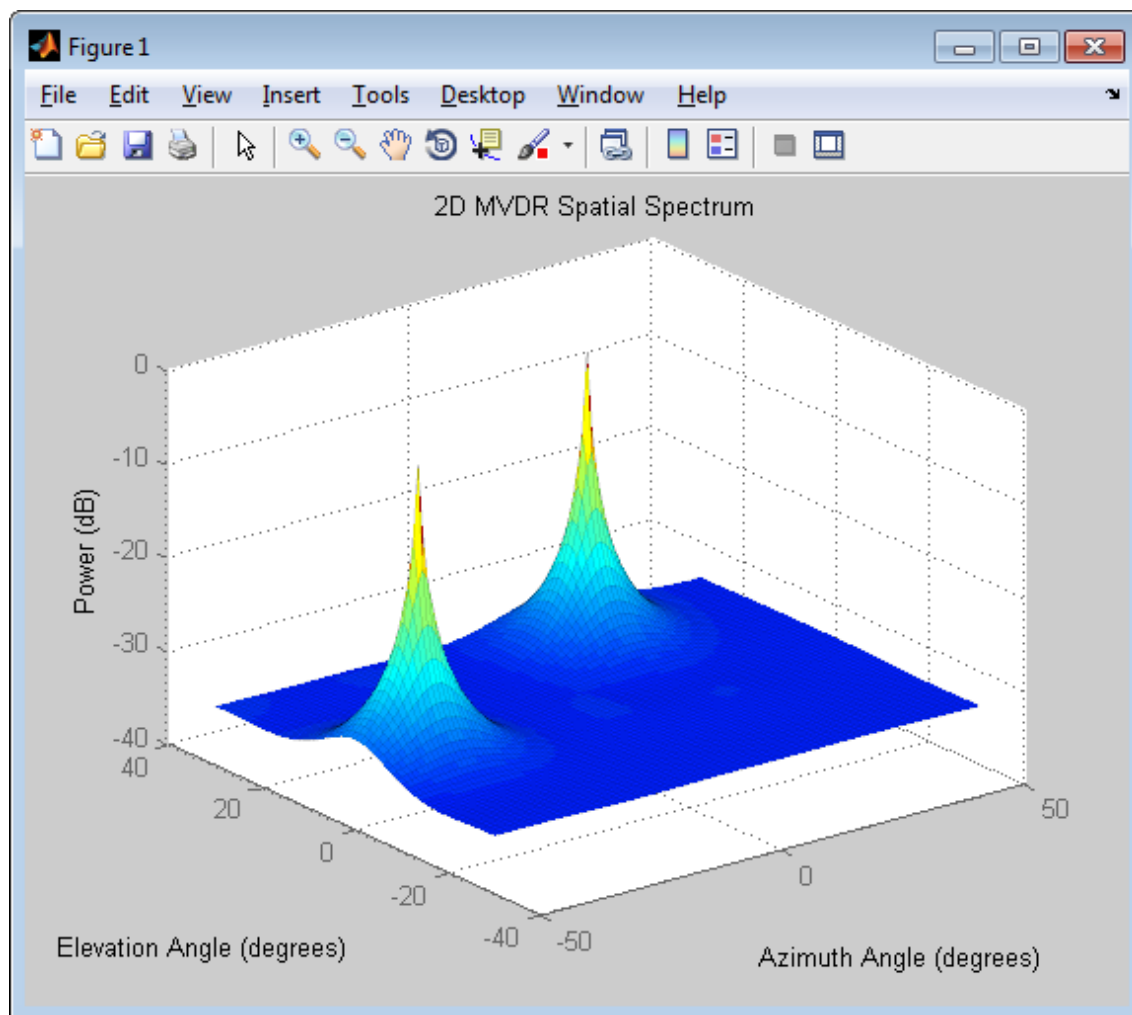 Figure 1
File Edit View Insert Tools Desktop Window Help
2D MVDR Spatial Spectrum
0
-10
-20
-30
-40
Power (dB)
40
20
0
-20
-40
Elevation Angle (degrees)
-50
0
50
Azimuth Angle (degrees)